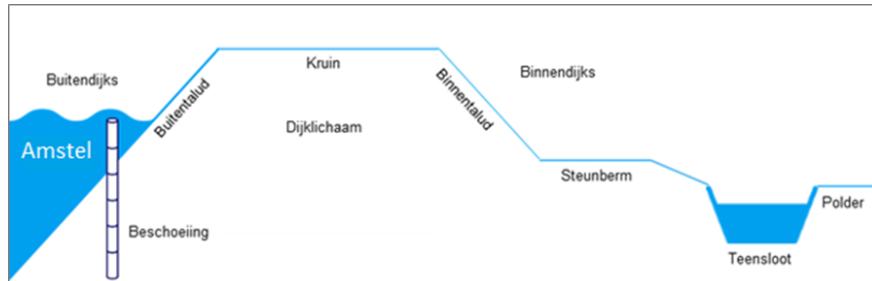 Buitendijks
Kruin
Binnendijks
Buitentalud
Binnentalud
Dijklichaam
Amstel
Steunberm
Polder
Beschoeiing
Teensloot